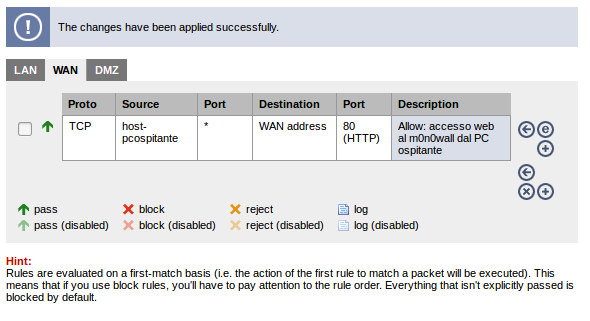 The changes have been applied successfully.
LAN WAN DMZ
Proto Source Port Destination Port Description
TCP host- * WAN address 80 Allow: accesso web
pcospitante (HTTP) al m0n0wall dal PC
ospitante
pass block reject log
pass (disabled) block (disabled) reject (disabled) log (disabled)
Hint:
Rules are evaluated on a first-match basis (i.e. the action of the first rule to match a packet will be executed). This
means that if you use block rules, you'll have to pay attention to the rule order. Everything that isn't explicitly passed is
blocked by default.